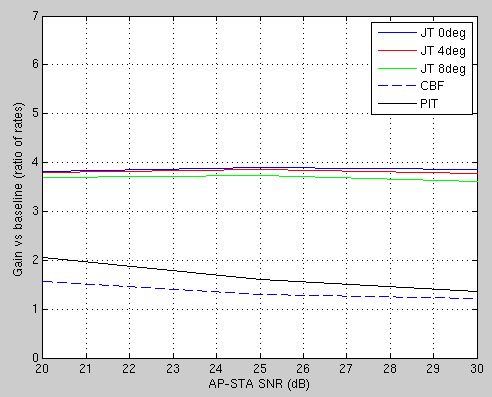 7
6
5
4
3
2
1
0
Gain vs baseline (ratio of rates)
JT 0deg
JT 4deg
JT 8deg
CBF
PIT
20 21 22 23 24 25 26 27 28 29 30
AP-STA SNR (dB)